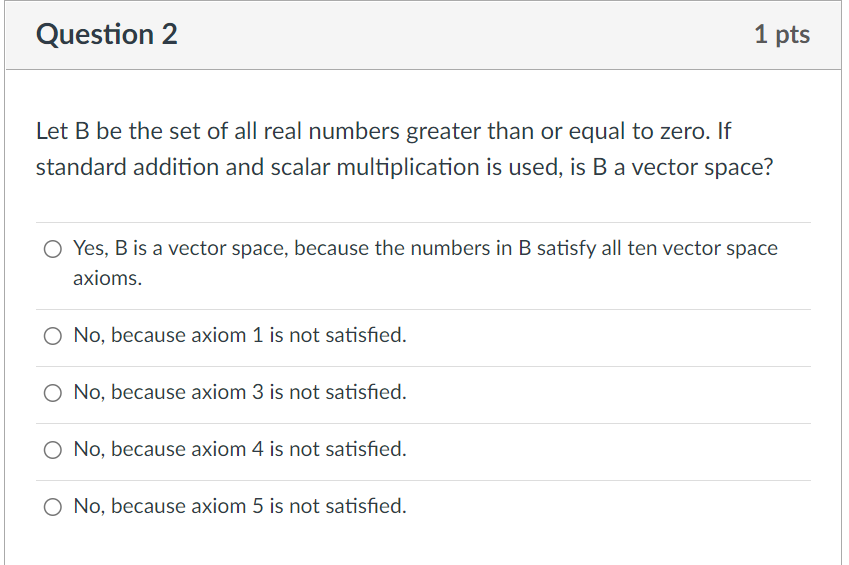 Question 2
1 pts
Let B be the set of all real numbers greater than or equal to zero. If
standard addition and scalar multiplication is used, is B a vector space?
Yes, B is a vector space, because the numbers in B satisfy all ten vector space
axioms.
No, because axiom 1 is not satisfied.
No, because axiom 3 is not satisfied.
No, because axiom 4 is not satisfied.
No, because axiom 5 is not satisfied.